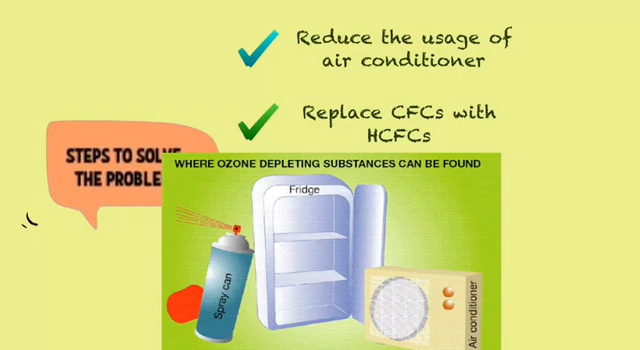 Reduce the usage of
air conditioner
Replace CFCs with
HCFCs
STEPS TO SOLVE
THE PROBLE
WHERE OZONE DEPLETING SUBSTANCES CAN BE FOUND
Fridge
Spray can
Air conditioner